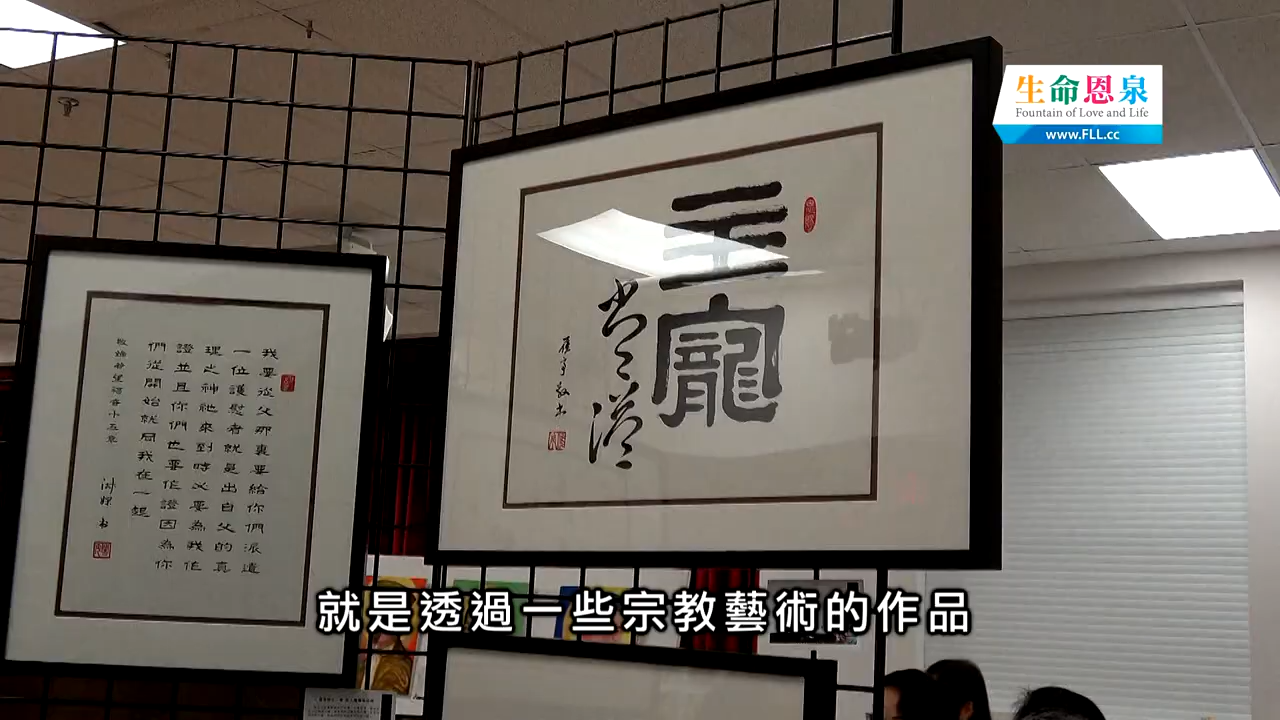 生命恩泉
Fountain of Love and Life
www.FLL.cc
主寵
常溢
我要從父那裏要給你們派遣
一位護慰者就是出自父的真
理之神祂來到時必要為我作
證並且你們也要作證因為你
們從開始就同我在一起
就是透過一些宗教藝術的作品